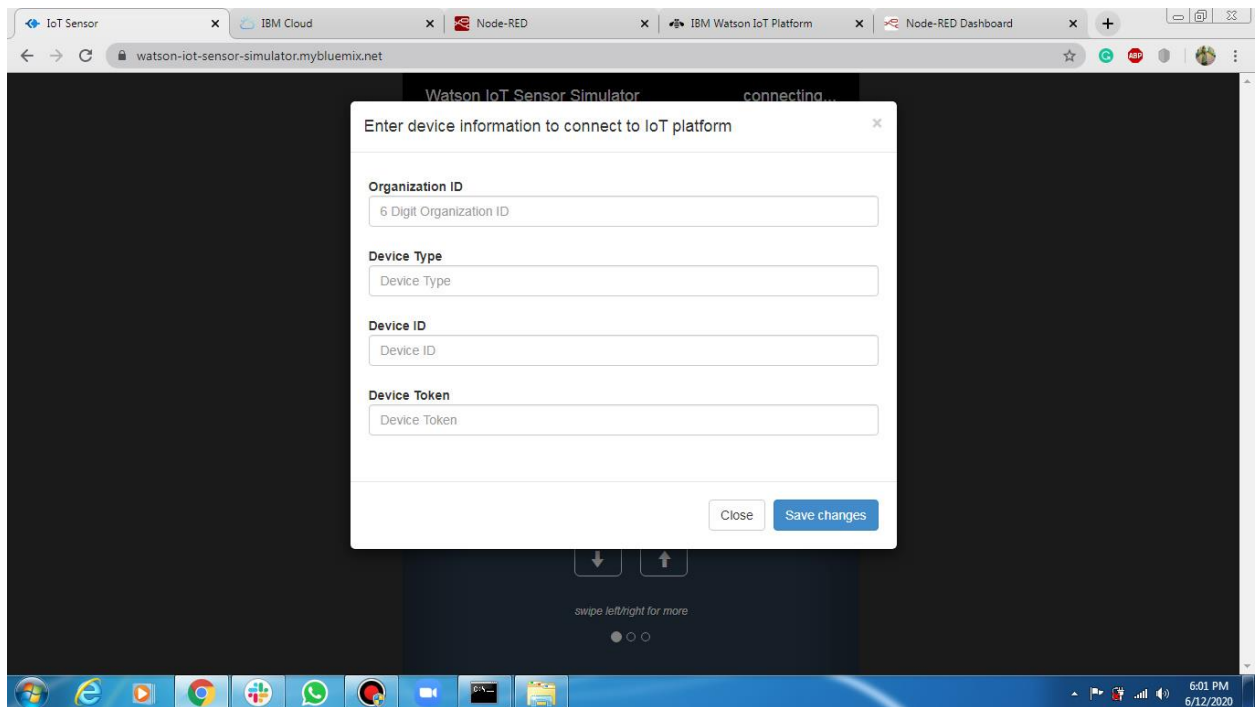 IoT Sensor
IBM Cloud
Node-RED
IBM Watson IoT Platform
Node-RED Dashboard
watson-iot-sensor-simulator.mybluemix.net
ABP
Watson IoT Sensor Simulator connecting...
Enter device information to connect to IoT platform
Organization ID
6 Digit Organization ID
Device Type
Device Type
Device ID
Device ID
Device Token
Device Token
Close Save changes
swipe left/right for more
6:01 PM
6/12/2020